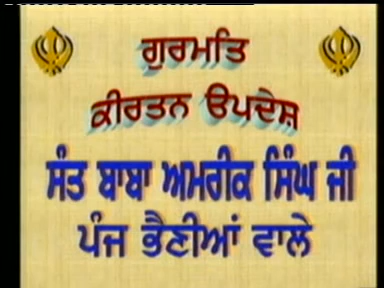 ਗੁਰਮਤਿ
ਕੀਰਤਨ ਉਪਦੇਸ਼
ਸੰਤ ਬਾਬਾ ਅਮਰੀਕ ਸਿੰਘ ਜੀ
ਪੰਜ ਭੈਣੀਆਂ ਵਾਲੇ